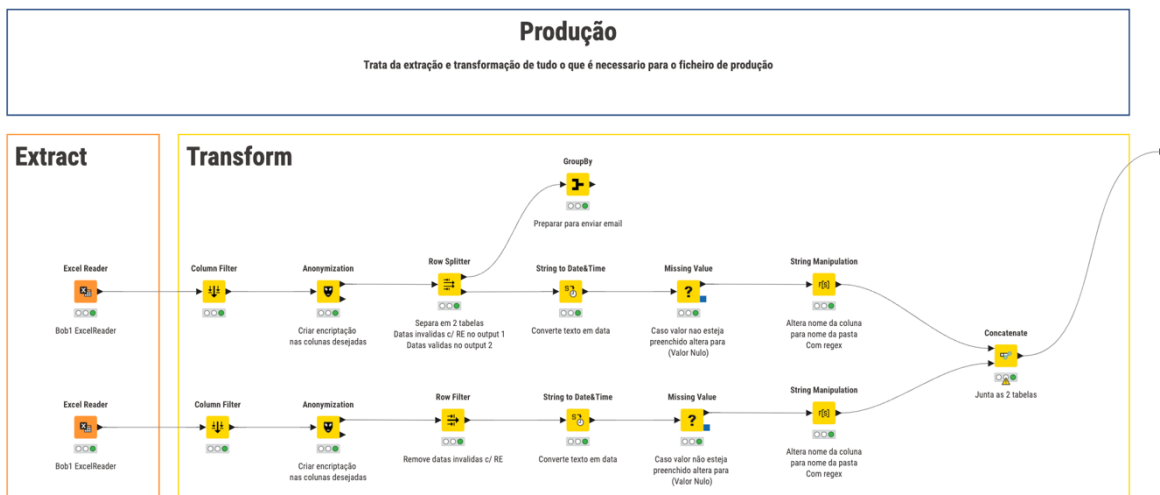 Produção
Trata da extração e transformação de tudo o que é necessario para o ficheiro de produção
Extract
Transform
GroupBy
Preparar para enviar email
Excel Reader
Column Filter
Anonymization
Row Splitter
String to Date&Time
Missing Value
String Manipulation
Bob1 ExcelReader
Criar encriptação
nas colunas desejadas
Separa em 2 tabelas
Datas invalidas c/ RE no output 1
Datas validas no output 2
Converte texto em data
Caso valor nao esteja
preenchido altera para
(Valor Nulo)
Altera nome da coluna
para nome da pasta
Com regex
Concatenate
Junta as 2 tabelas
Excel Reader
Column Filter
Anonymization
Row Filter
String to Date&Time
Missing Value
String Manipulation
Bob1 ExcelReader
Criar encriptação
nas colunas desejadas
Remove datas invalidas c/ RE
Converte texto em data
Caso valor não esteja
preenchido altera para
(Valor Nulo)
Altera nome da coluna
para nome da pasta
Com regex